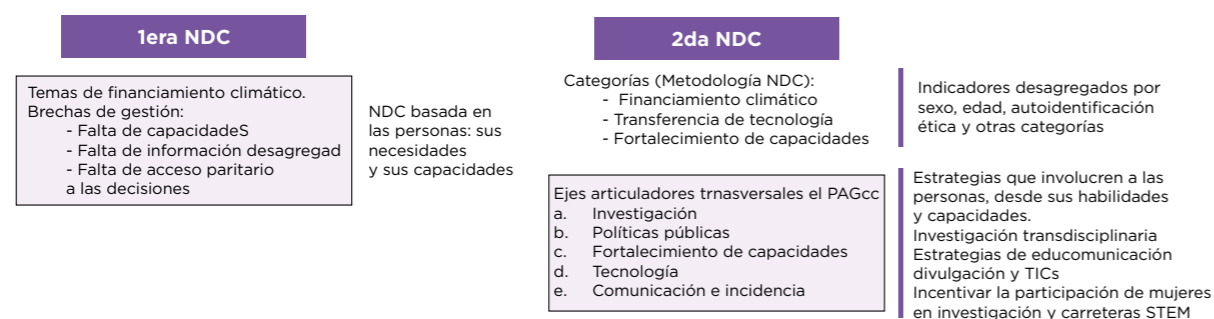 1era NDC
Temas de financiamiento climático.
Brechas de gestión:
- Falta de capacidadeS
- Falta de información desagregad
- Falta de acceso paritario
a las decisiones
NDC basada en
las personas: sus
necesidades
y sus capacidades
2da NDC
Categorías (Metodología NDC):
- Financiamiento climático
- Transferencia de tecnología
- Fortalecimiento de capacidades
Indicadores desagregados por
sexo, edad, autoidentificación
ética y otras categorías
Ejes articuladores trnasversales el PAGcc
a. Investigación
b. Políticas públicas
c. Fortalecimiento de capacidades
d. Tecnología
e. Comunicación e incidencia
Estrategias que involucren a las
personas, desde sus habilidades
y capacidades.
Investigación transdisciplinaria
Estrategias de educomunicación
divulgación y TICs
Incentivar la participación de mujeres
en investigación y carreteras STEM